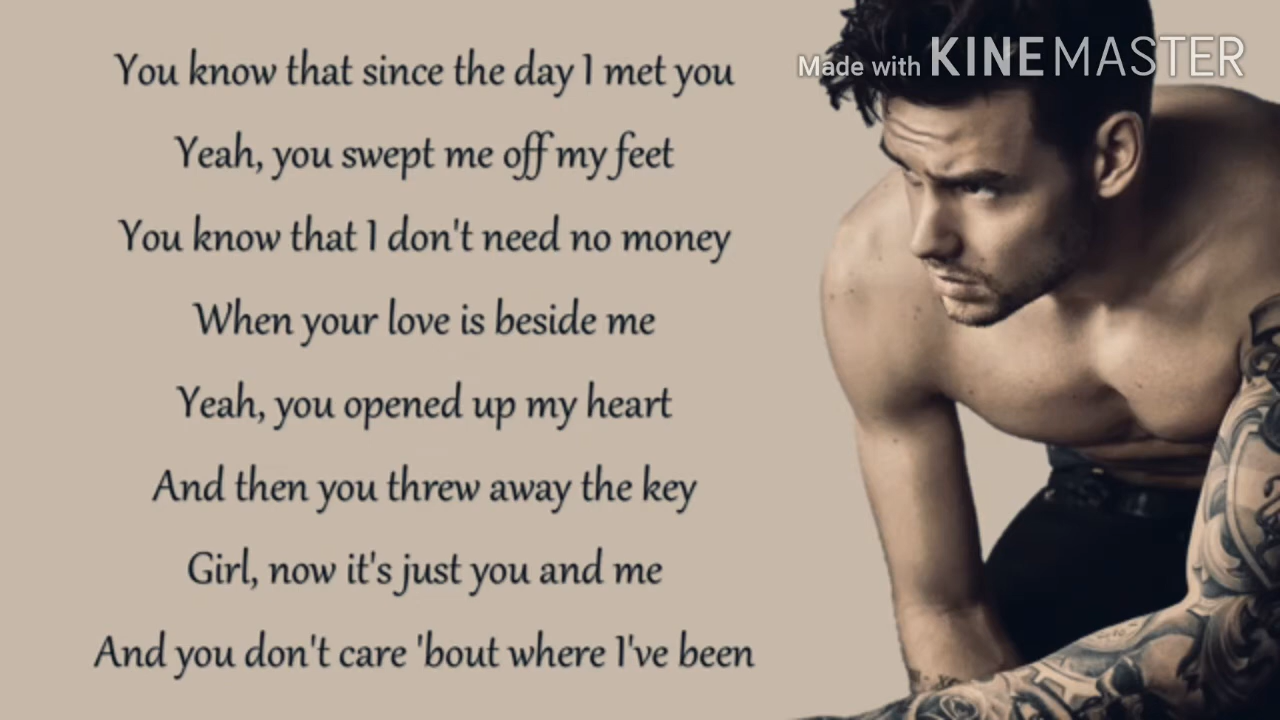 You know that since the day I met you
Made with KINEMASTER
Yeah, you swept me off my feet
You know that I don't need no money
When your love is beside me
Yeah, you opened up my heart
And then you threw away the key
Girl, now it's just you and me
And you don't care 'bout where I've been